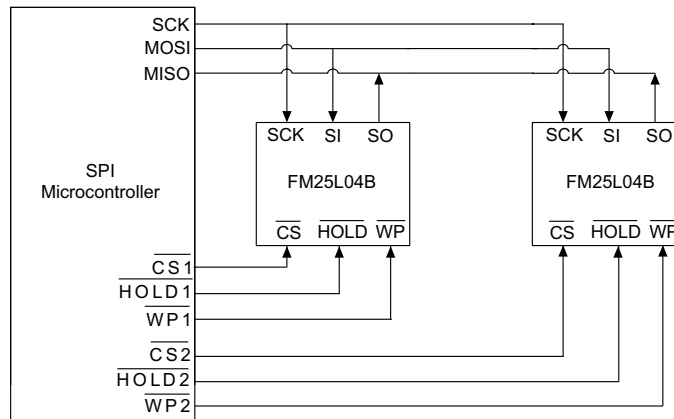 SCK
MOSI
MISO
SCK SI SO
SCK SI SO
SPI
Microcontroller
FM25L04B
FM25L04B
CS HOLD WP
CS HOLD WP
CS1
HOLD1
WP1
CS2
HOLD2
WP2